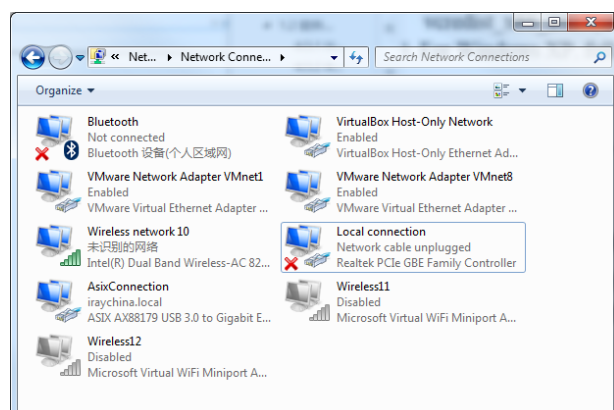 « Net... Network Conne...
Search Network Connections
Organize
Bluetooth
Not connected
Bluetooth 设备(个人区域网)
VirtualBox Host-Only Network
Enabled
VirtualBox Host-Only Ethernet Ad...
VMware Network Adapter VMnet1
Enabled
VMware Virtual Ethernet Adapter ...
VMware Network Adapter VMnet8
Enabled
VMware Virtual Ethernet Adapter ...
Wireless network 10
未识别的网络
Intel(R) Dual Band Wireless-AC 82...
Local connection
Network cable unplugged
Realtek PCIe GBE Family Controller
AsixConnection
iraychina.local
ASIX AX88179 USB 3.0 to Gigabit E...
Wireless11
Disabled
Microsoft Virtual WiFi Miniport A...
Wireless12
Disabled
Microsoft Virtual WiFi Miniport A...